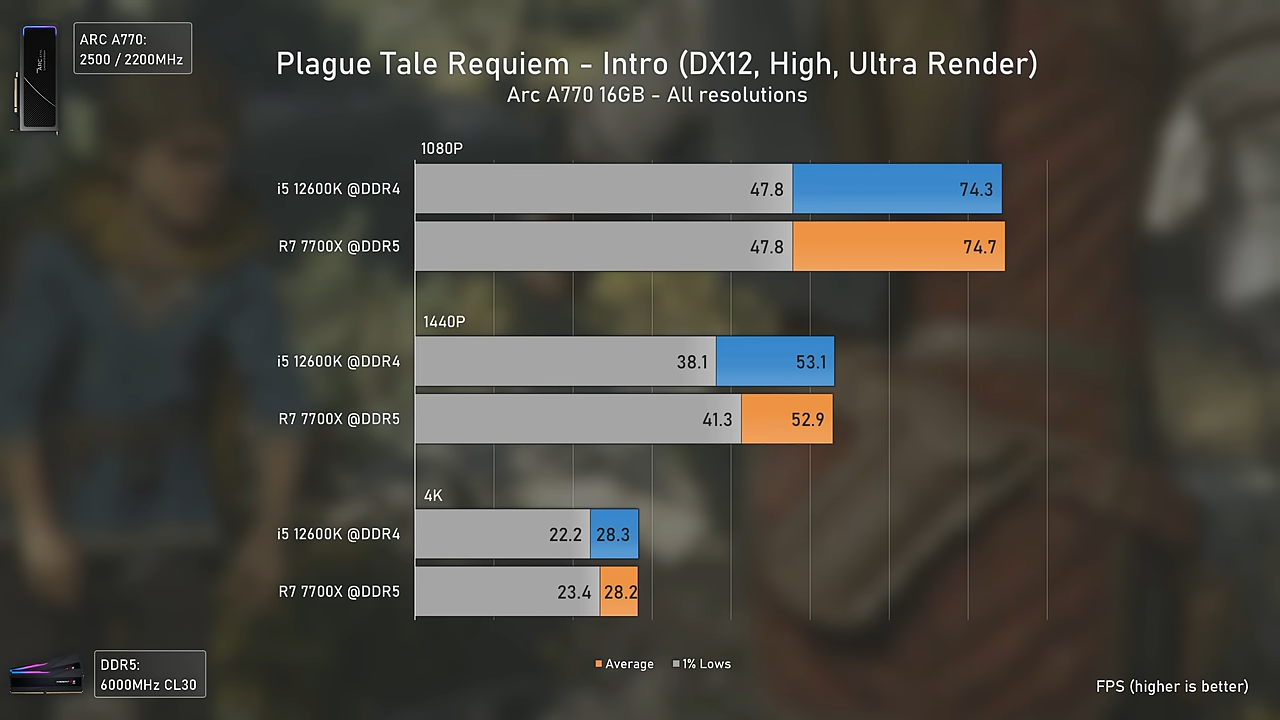 ARC A770:
2500 / 2200MHz
Plague Tale Requiem - Intro (DX12, High, Ultra Render)
Arc A770 16GB - All resolutions
1080P
i5 12600K @DDR4 47.8 74.3
R7 7700X @DDR5 47.8 74.7
1440P
i5 12600K @DDR4 38.1 53.1
R7 7700X @DDR5 41.3 52.9
4K
i5 12600K @DDR4 22.2 28.3
R7 7700X @DDR5 23.4 28.2
Average 1% Lows
DDR5:
6000MHz CL30
FPS (higher is better)